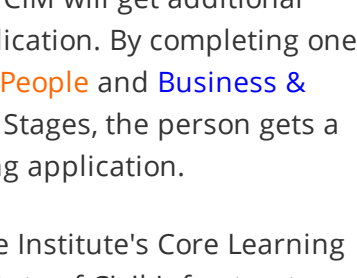 CIM will get additional
lication. By completing one
People and Business &
Stages, the person gets a
g application.
e Institute's Core Learning